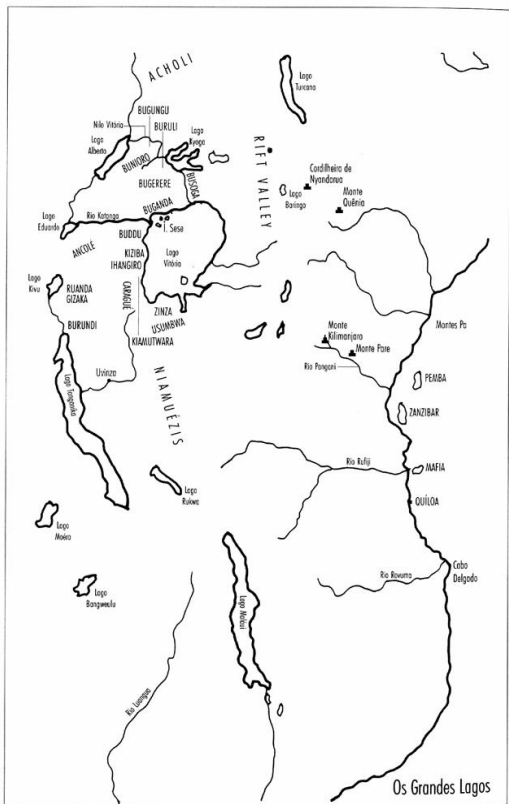 ACHOLI
Lago
Turcana
BUGUNGU
Nilo Vitória
BURULI
Lago
Kyoga
Lago
Alberto
BUNIORO
RIFT VALLEY
Cordilheira de
Nyandarua
BUGERERE
BUSOGA
Lago
Baringo
Monte
Quênia
BUGANDA
Lago
Eduardo
Rio Katonga
I. Sese
BUDDU
ANCOLE
KIZIBA
IHANGIRO
Lago
Vitória
Lago
Kivu
RUANDA
GIZAKA
CARAGUE
ZINZA
USUMBWA
BURUNDI
KIAMUTWARA
Monte
Kilimanjaro
Montes Pa
Monte Pare
Rio Pangani
Uvinza
NIAMUÉZIS
PEMBA
Lago Tanganika
ZANZIBAR
Rio Rufiji
MAFIA
Lago
Rukwa
QUÍLOA
Lago
Moéro
Cabo
Delgado
Rio Rovuma
Lago
Bangweulu
Lago Malaui
Rio Luangua
Os Grandes Lagos